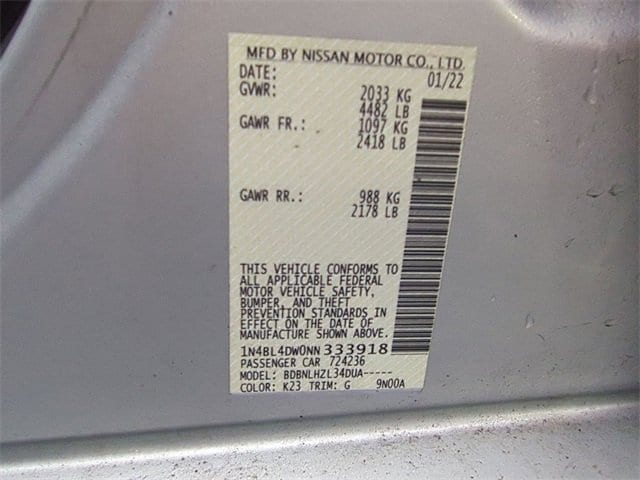 MFD BY NISSAN MOTOR CO., LTD.
DATE: 01/22
GVWR: 2033 KG
4482 LB
GAWR FR.: 1097 KG
2418 LB
GAWR RR.: 988 KG
2178 LB
THIS VEHICLE CONFORMS TO
ALL APPLICABLE FEDERAL
MOTOR VEHICLE SAFETY,
BUMPER, AND THEFT
PREVENTION STANDARDS IN
EFFECT ON THE DATE OF
MANUFACTURE SHOWN ABOVE.
1N4BL4DW0NN333918
PASSENGER CAR 724236
MODEL: BDBNLHZL34DUA-----
COLOR: K23 TRIM: G 9N00A